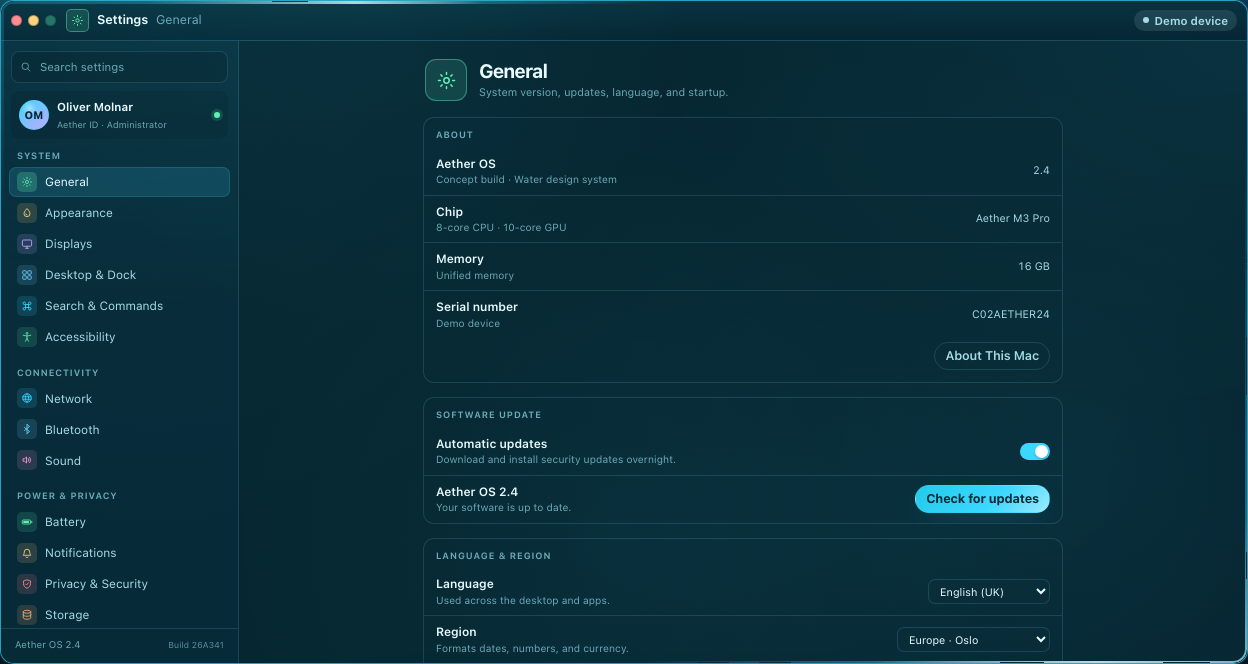 Settings General
Demo device
Search settings
OM
Oliver Molnar
Aether ID · Administrator
SYSTEM
General
Appearance
Displays
Desktop & Dock
Search & Commands
Accessibility
CONNECTIVITY
Network
Bluetooth
Sound
POWER & PRIVACY
Battery
Notifications
Privacy & Security
Storage
Aether OS 2.4
Build 26A341
General
System version, updates, language, and startup.
ABOUT
Aether OS
Concept build · Water design system
2.4
Chip
8-core CPU · 10-core GPU
Aether M3 Pro
Memory
Unified memory
16 GB
Serial number
Demo device
C02AETHER24
About This Mac
SOFTWARE UPDATE
Automatic updates
Download and install security updates overnight.
Aether OS 2.4
Your software is up to date.
Check for updates
LANGUAGE & REGION
Language
Used across the desktop and apps.
English (UK)
Region
Formats dates, numbers, and currency.
Europe · Oslo